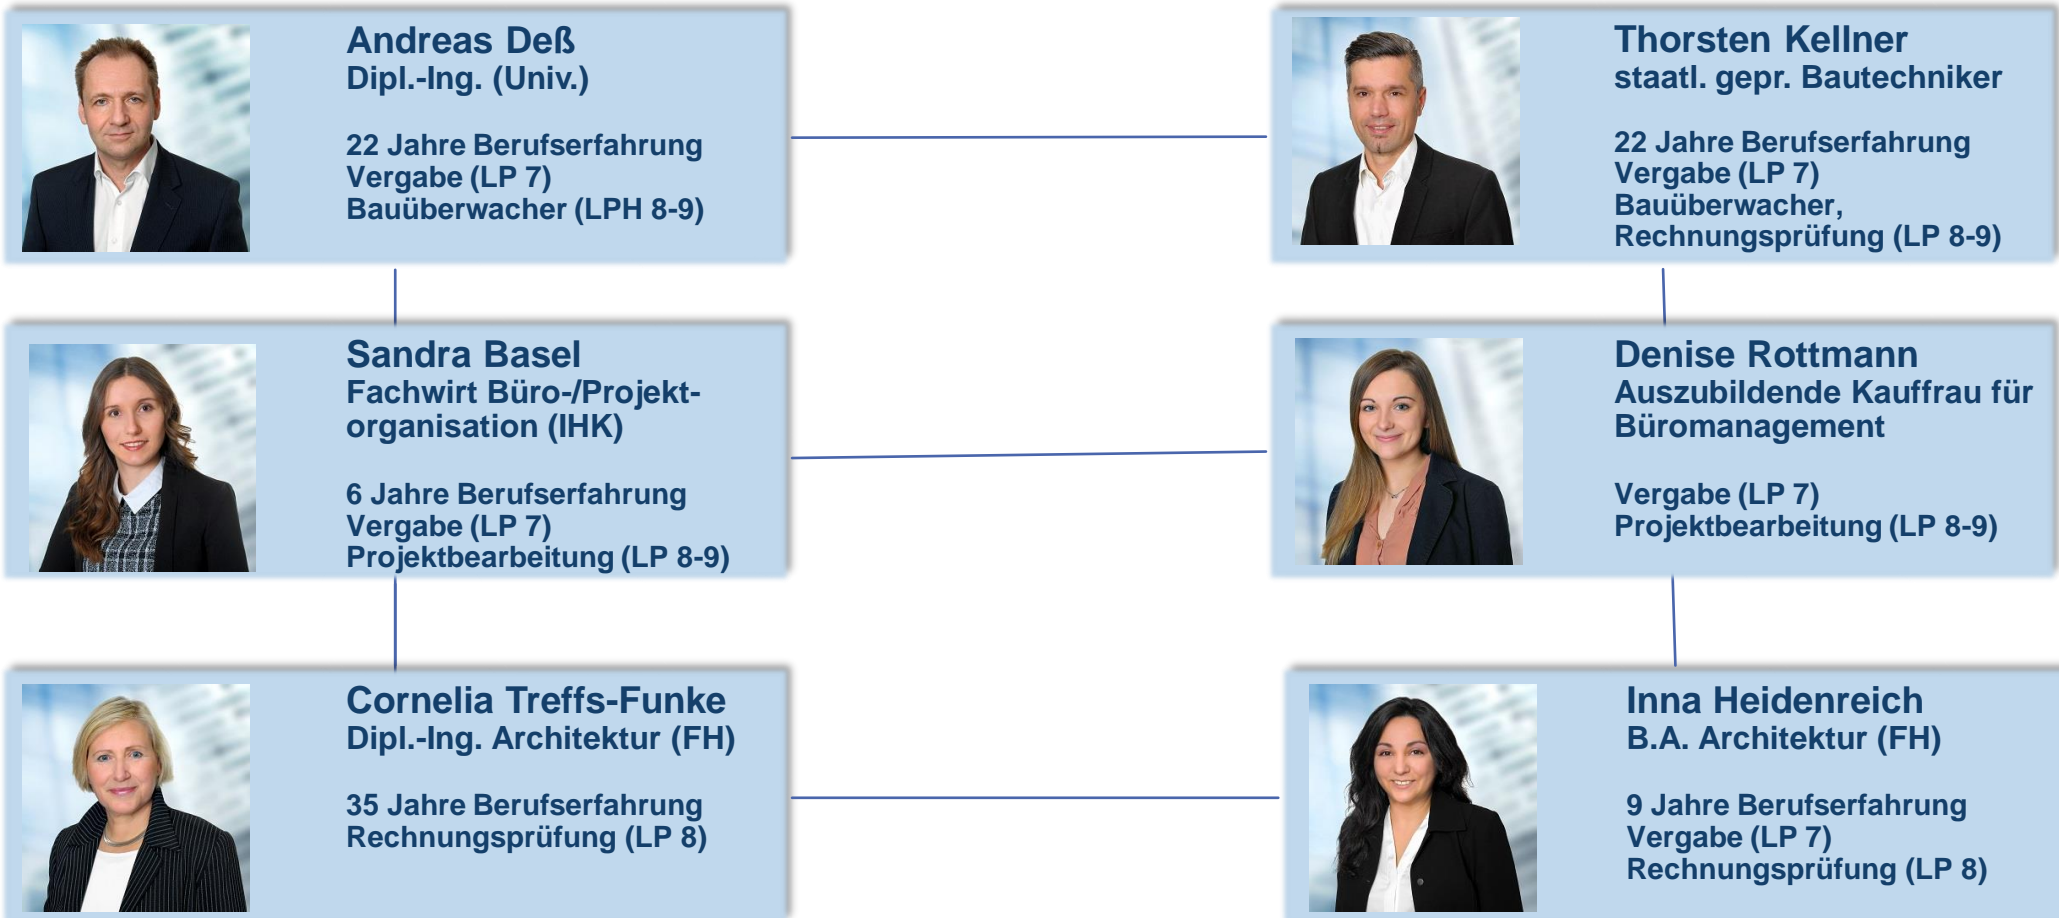 Andreas Deß
Dipl.-Ing. (Univ.)
22 Jahre Berufserfahrung
Vergabe (LP 7)
Bauüberwacher (LPH 8-9)
Thorsten Kellner
staatl. gepr. Bautechniker
22 Jahre Berufserfahrung
Vergabe (LP 7)
Bauüberwacher,
Rechnungsprüfung (LP 8-9)
Sandra Basel
Fachwirt Büro-/Projekt-
organisation (IHK)
6 Jahre Berufserfahrung
Vergabe (LP 7)
Projektbearbeitung (LP 8-9)
Denise Rottmann
Auszubildende Kauffrau für
Büromanagement
Vergabe (LP 7)
Projektbearbeitung (LP 8-9)
Cornelia Treffs-Funke
Dipl.-Ing. Architektur (FH)
35 Jahre Berufserfahrung
Rechnungsprüfung (LP 8)
Inna Heidenreich
B.A. Architektur (FH)
9 Jahre Berufserfahrung
Vergabe (LP 7)
Rechnungsprüfung (LP 8)